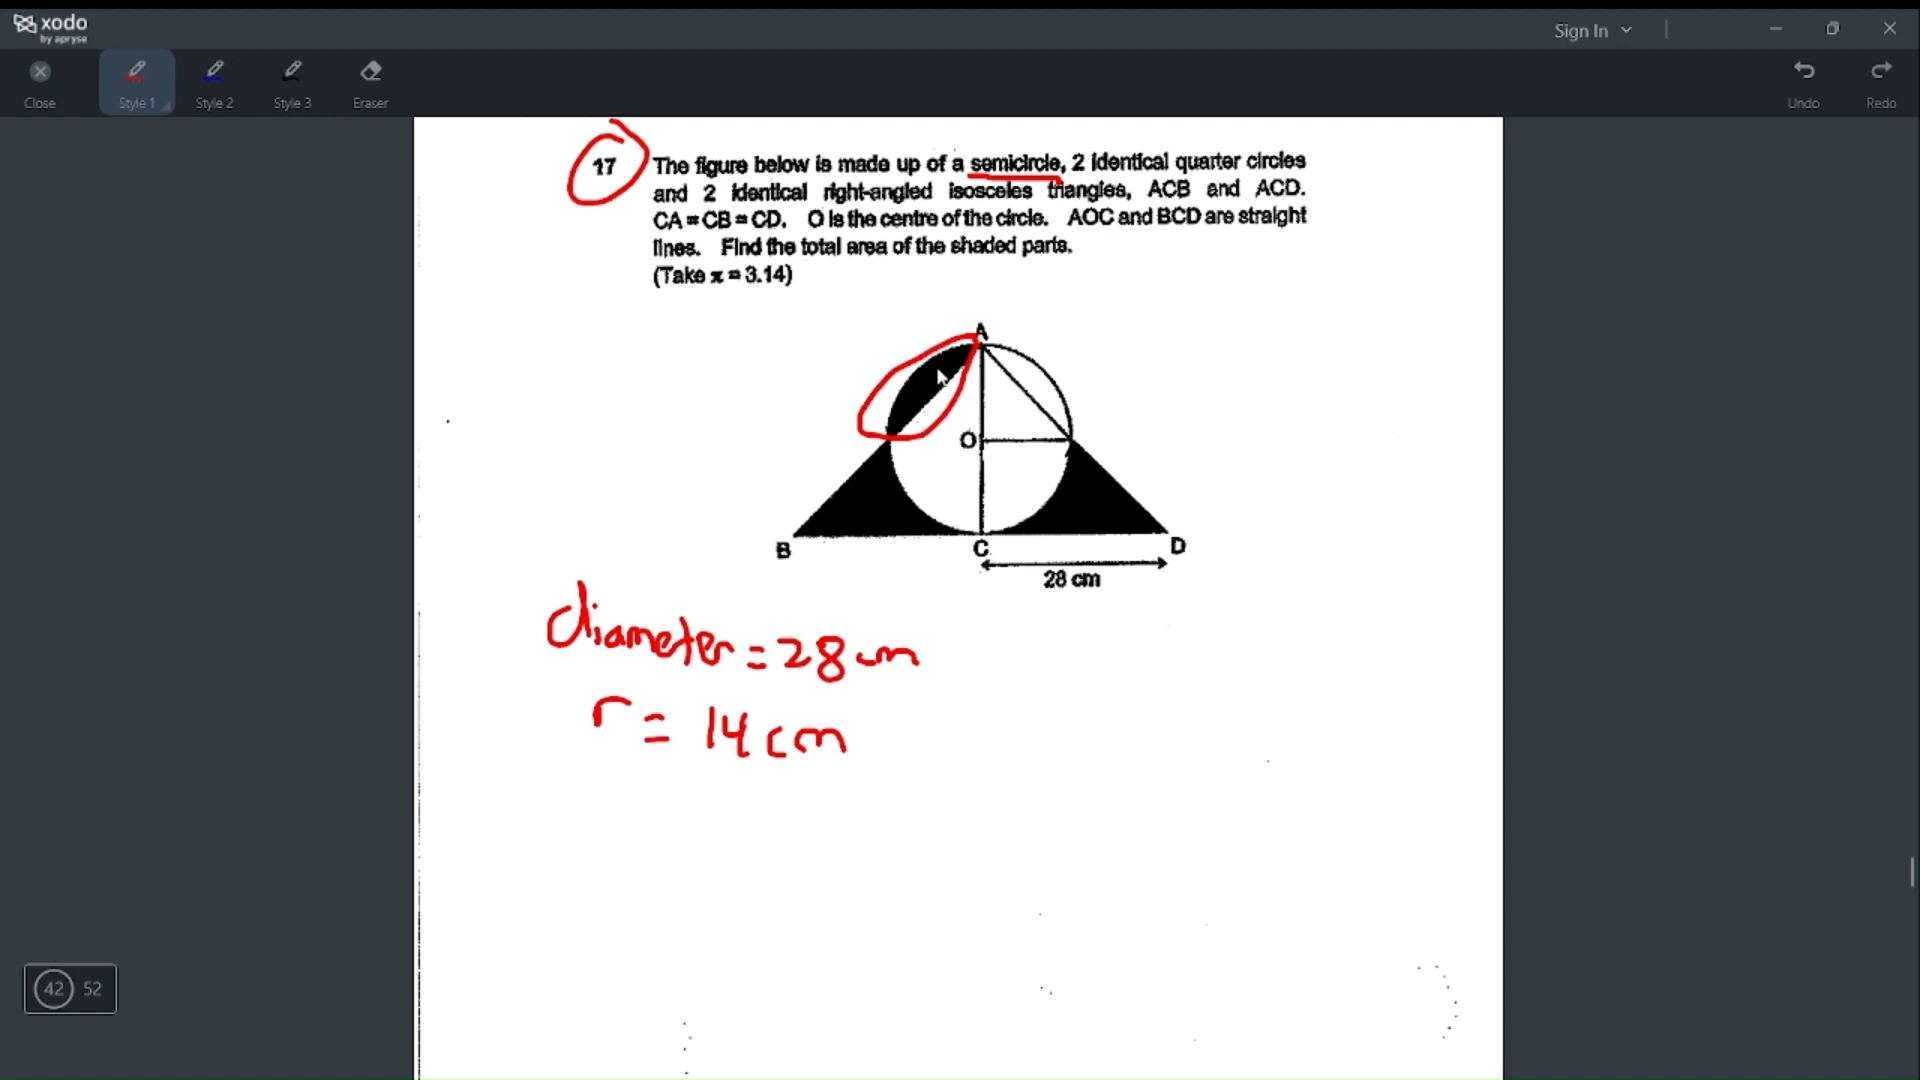 xodo
by apryse
Sign In
Close
Style 1
Style 2
Style 3
Eraser
Undo
Redo
17 The figure below is made up of a semicircle, 2 identical quarter circles
and 2 identical right-angled isosceles triangles, ACB and ACD.
CA = CB = CD. O is the centre of the circle. AOC and BCD are straight
lines. Find the total area of the shaded parts.
(Take π = 3.14)
A
O
B
C
D
28 cm
diameter = 28 cm
r = 14 cm
42 52